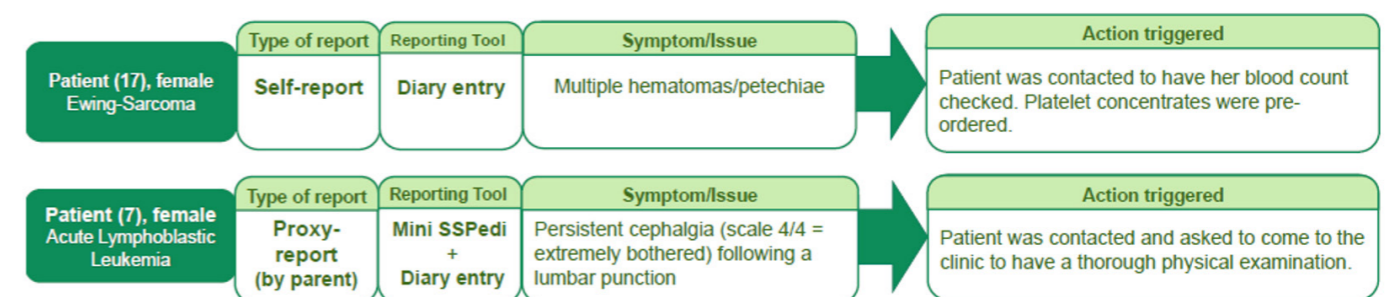 Patient (17), female
Ewing-Sarcoma
Type of report
Self-report
Reporting Tool
Diary entry
Symptom/Issue
Multiple hematomas/petechiae
Action triggered
Patient was contacted to have her blood count
checked. Platelet concentrates were pre-
ordered.
Patient (7), female
Acute Lymphoblastic
Leukemia
Type of report
Proxy-
report
(by parent)
Reporting Tool
Mini SSPedi
+
Diary entry
Symptom/Issue
Persistent cephalgia (scale 4/4 =
extremely bothered) following a
lumbar punction
Action triggered
Patient was contacted and asked to come to the
clinic to have a thorough physical examination.